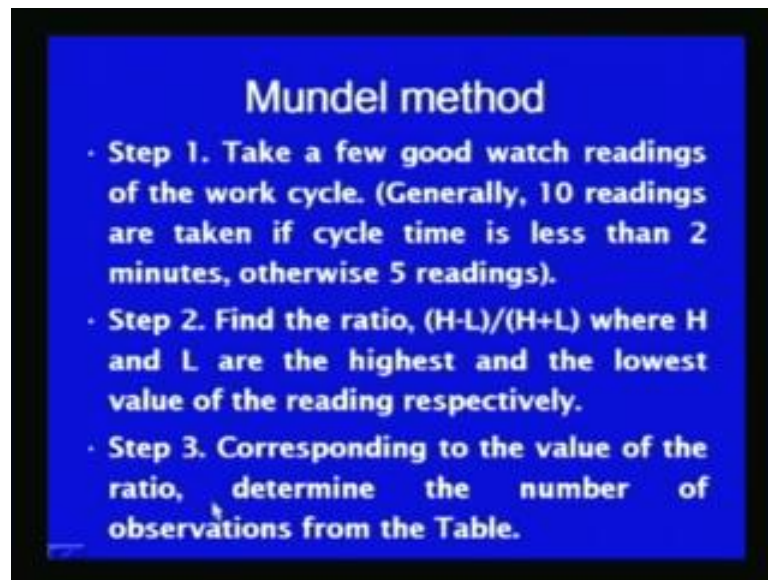 Mundel method
· Step 1. Take a few good watch readings
of the work cycle. (Generally, 10 readings
are taken if cycle time is less than 2
minutes, otherwise 5 readings).
· Step 2. Find the ratio, (H-L)/(H+L) where H
and L are the highest and the lowest
value of the reading respectively.
· Step 3. Corresponding to the value of the
ratio, determine the number of
observations from the Table.